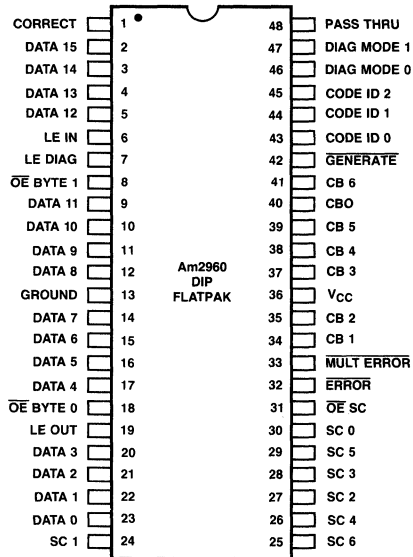 CORRECT 1 48 PASS THRU
DATA 15 2 47 DIAG MODE 1
DATA 14 3 46 DIAG MODE 0
DATA 13 4 45 CODE ID 2
DATA 12 5 44 CODE ID 1
LE IN 6 43 CODE ID 0
LE DIAG 7 42 G̅E̅N̅E̅R̅A̅T̅E̅
O̅E̅ BYTE 1 8 41 CB 6
DATA 11 9 40 CBO
DATA 10 10 39 CB 5
DATA 9 11 38 CB 4
DATA 8 12 37 CB 3
Am2960
DIP
FLATPAK
GROUND 13 36 VCC
DATA 7 14 35 CB 2
DATA 6 15 34 CB 1
DATA 5 16 33 M̅U̅L̅T̅ ̅E̅R̅R̅O̅R̅
DATA 4 17 32 E̅R̅R̅O̅R̅
O̅E̅ BYTE 0 18 31 O̅E̅ SC
LE OUT 19 30 SC 0
DATA 3 20 29 SC 5
DATA 2 21 28 SC 3
DATA 1 22 27 SC 2
DATA 0 23 26 SC 4
SC 1 24 25 SC 6